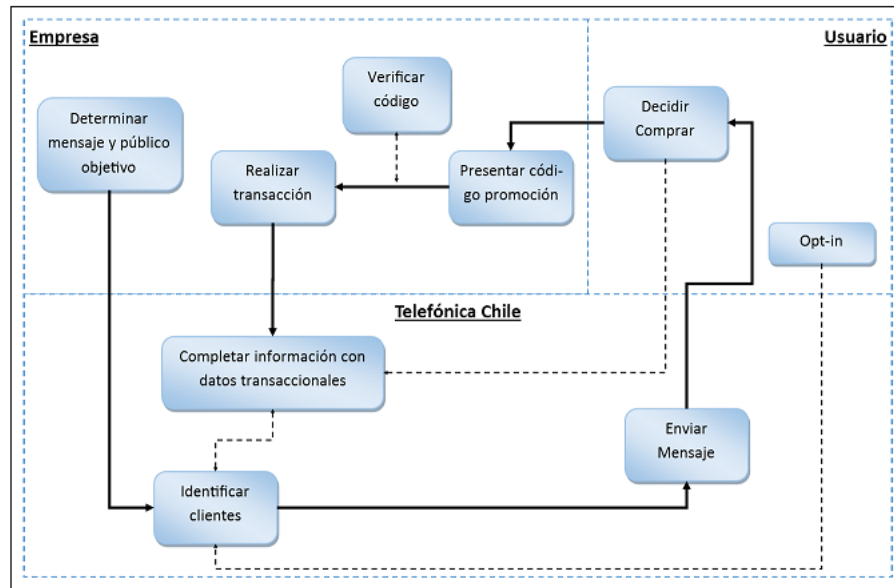 Empresa
Usuario
Verificar
código
Decidir
Comprar
Determinar
mensaje y público
objetivo
Realizar
transacción
Presentar códi-
go promoción
Opt-in
Telefónica Chile
Completar información con
datos transaccionales
Enviar
Mensaje
Identificar
clientes